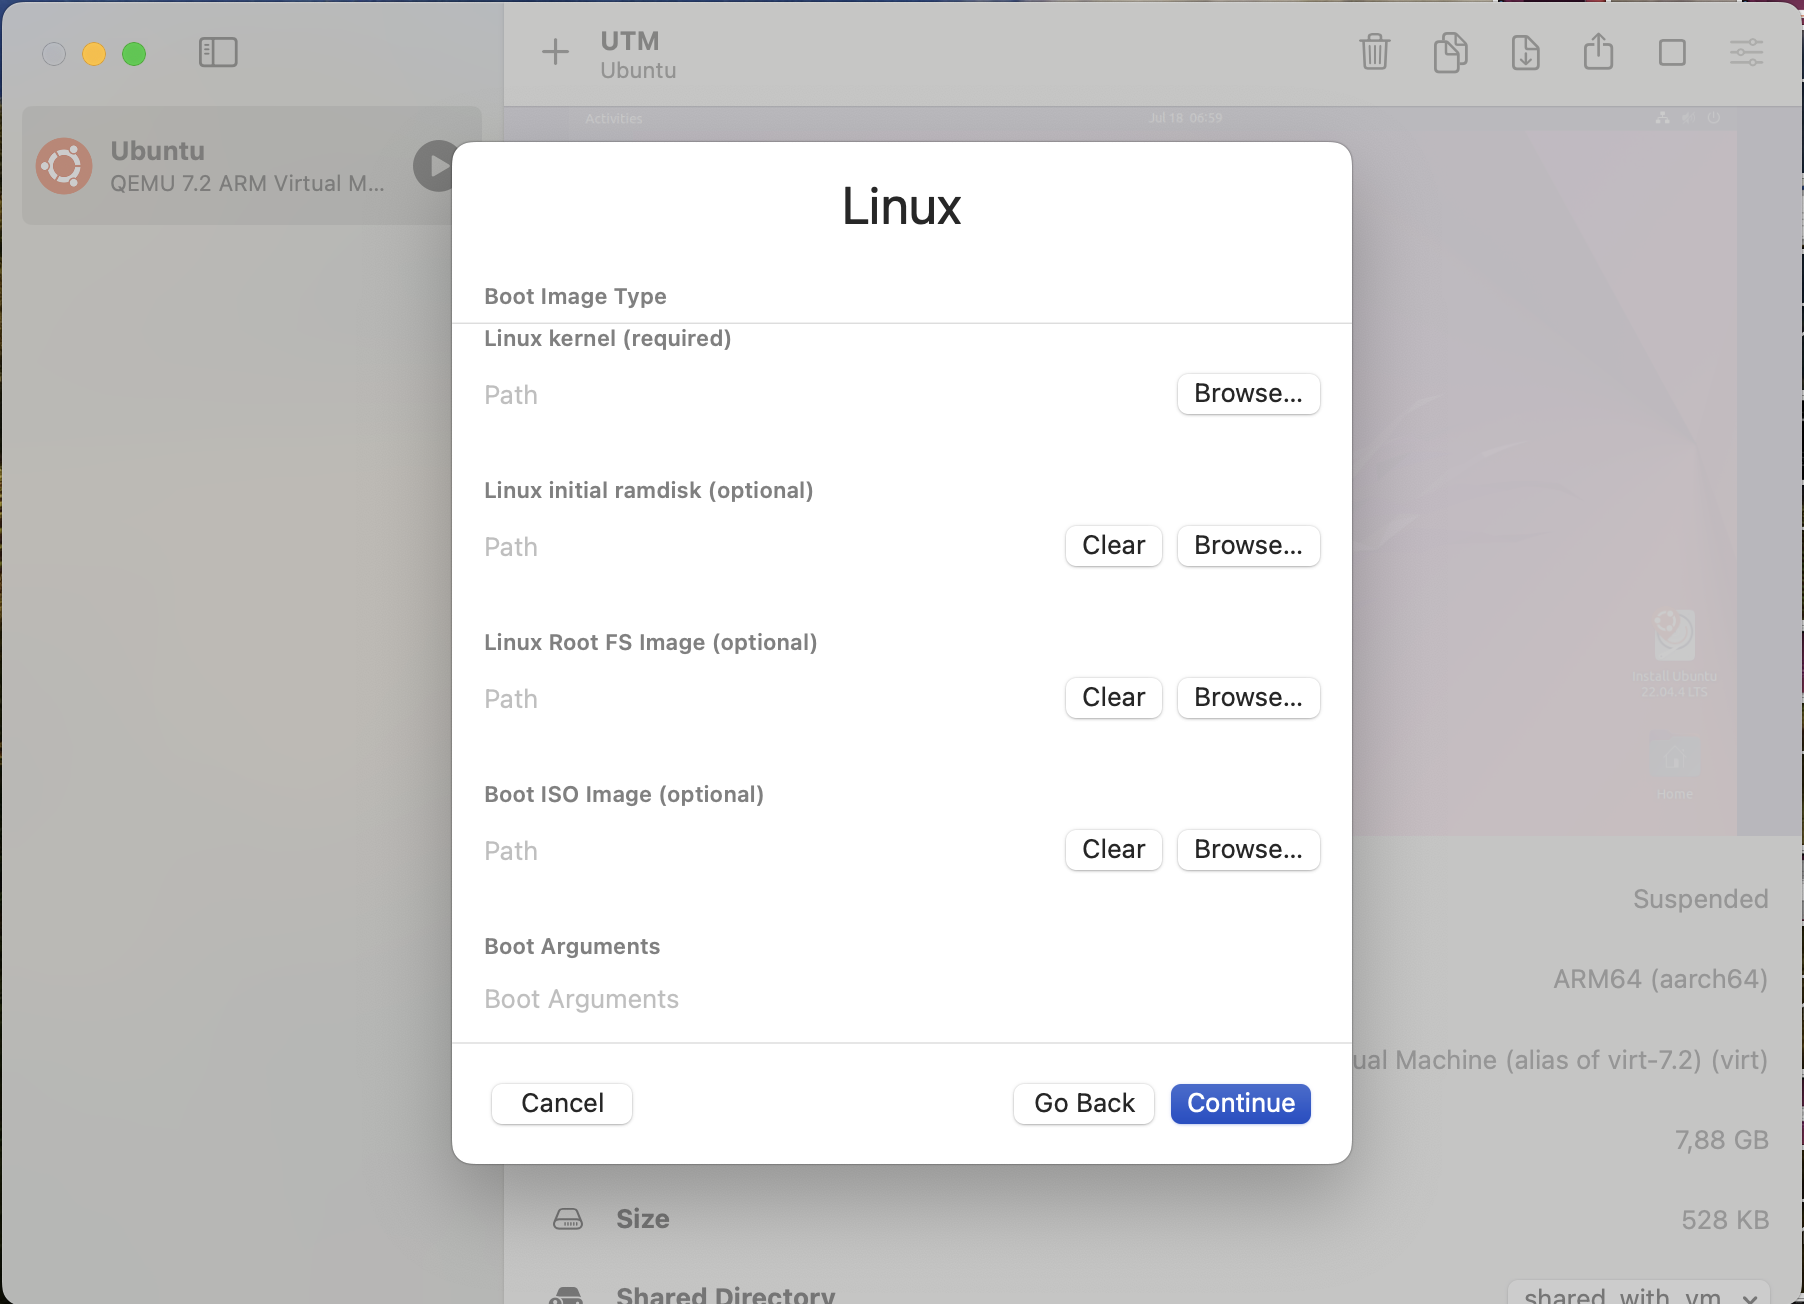 UTM
Ubuntu
Ubuntu
QEMU 7.2 ARM Virtual M...
Activities
Jul 18 06:59
Linux
Boot Image Type
Linux kernel (required)
Path
Browse...
Linux initial ramdisk (optional)
Path
Clear
Browse...
Linux Root FS Image (optional)
Path
Clear
Browse...
Boot ISO Image (optional)
Path
Clear
Browse...
Boot Arguments
Boot Arguments
Cancel
Go Back
Continue
Install Ubuntu
22.04.4 LTS
Home
Suspended
ARM64 (aarch64)
ual Machine (alias of virt-7.2) (virt)
7,88 GB
Size
528 KB
Shared Directory
shared_with_vm